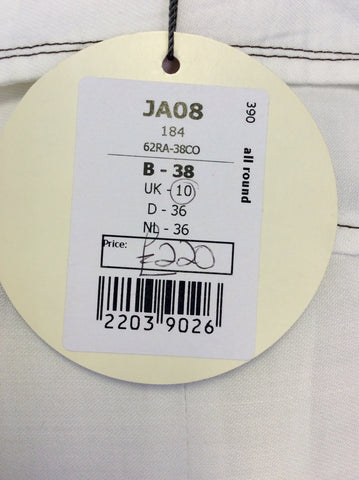 JA08
184
62RA-38CO
B - 38
UK - 10
D - 36
NL - 36
Price: £220
2203 9026
390 all round